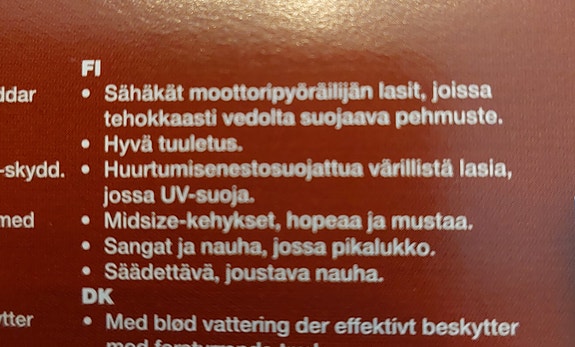 FI
ddar • Sähäkät moottoripyöräilijän lasit, joissa
tehokkaasti vedolta suojaava pehmuste.
• Hyvä tuuletus.
-skydd. • Huurtumisenestosuojattua värillistä lasia,
jossa UV-suoja.
med • Midsize-kehykset, hopeaa ja mustaa.
• Sangat ja nauha, jossa pikalukko.
• Säädettävä, joustava nauha.
DK
ytter • Med blød vattering der effektivt beskytter